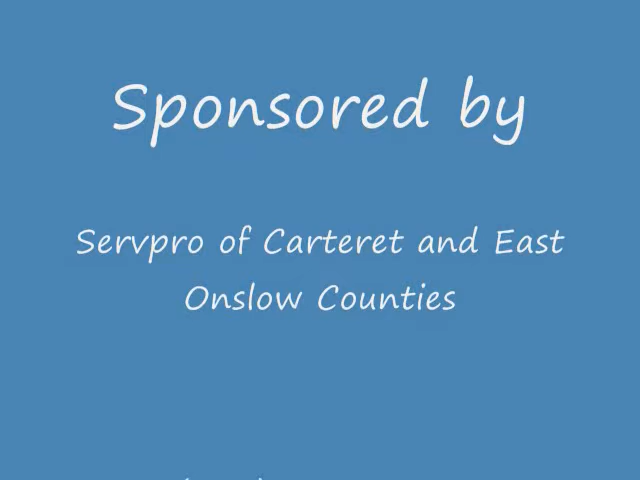 Sponsored by
Servpro of Carteret and East
Onslow Counties